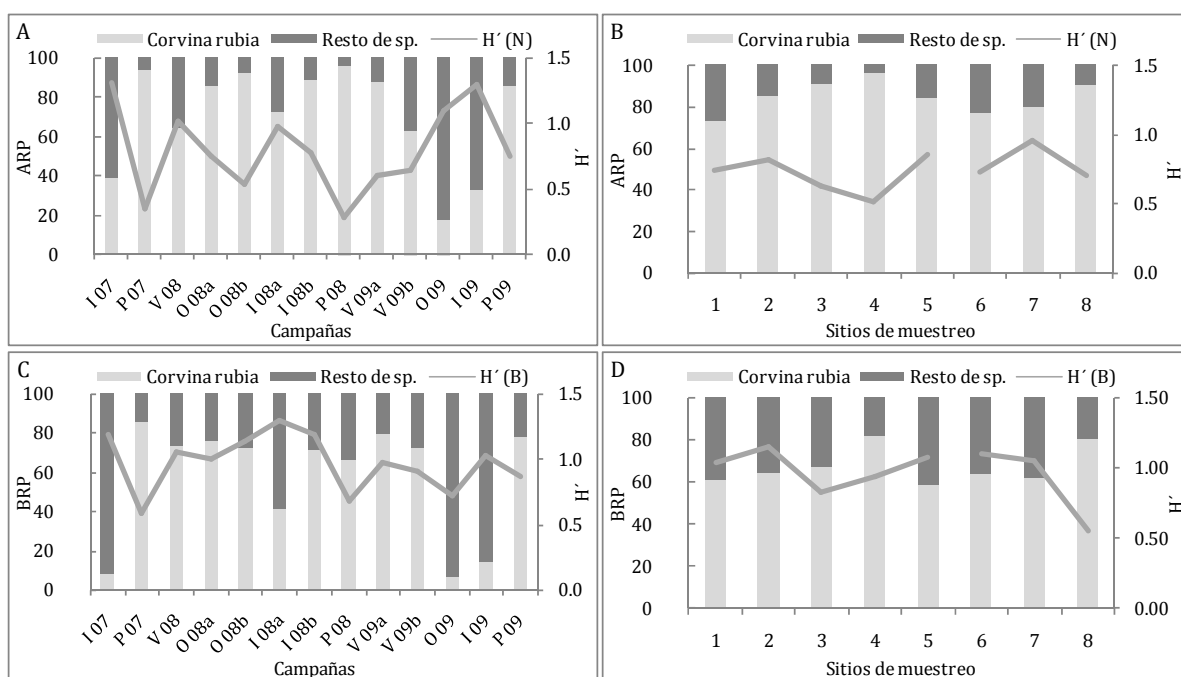 A
Corvina rubia Resto de sp. H´ (N)
100 1.5
80
1.0
60
ARP H´
40
0.5
20
0 0.0
I 07 P 07 V 08 O 08a O 08b I 08a I 08b P 08 V 09a V 09b O 09 I 09 P 09
Campañas
B
Corvina rubia Resto de sp. H´ (N)
100 1.5
80
1.0
60
ARP H´
40
0.5
20
0 0.0
1 2 3 4 5 6 7 8
Sitios de muestreo
C
Corvina rubia Resto de sp. H´ (B)
100 1.5
80
1.0
60
BRP H´
40
0.5
20
0 0.0
I 07 P 07 V 08 O 08a O 08b I 08a I 08b P 08 V 09a V 09b O 09 I 09 P 09
Campañas
D
Corvina rubia Resto de sp. H´ (B)
100 1.50
80
1.00
60
BRP H´
40
0.50
20
0 0.00
1 2 3 4 5 6 7 8
Sitios de muestreo